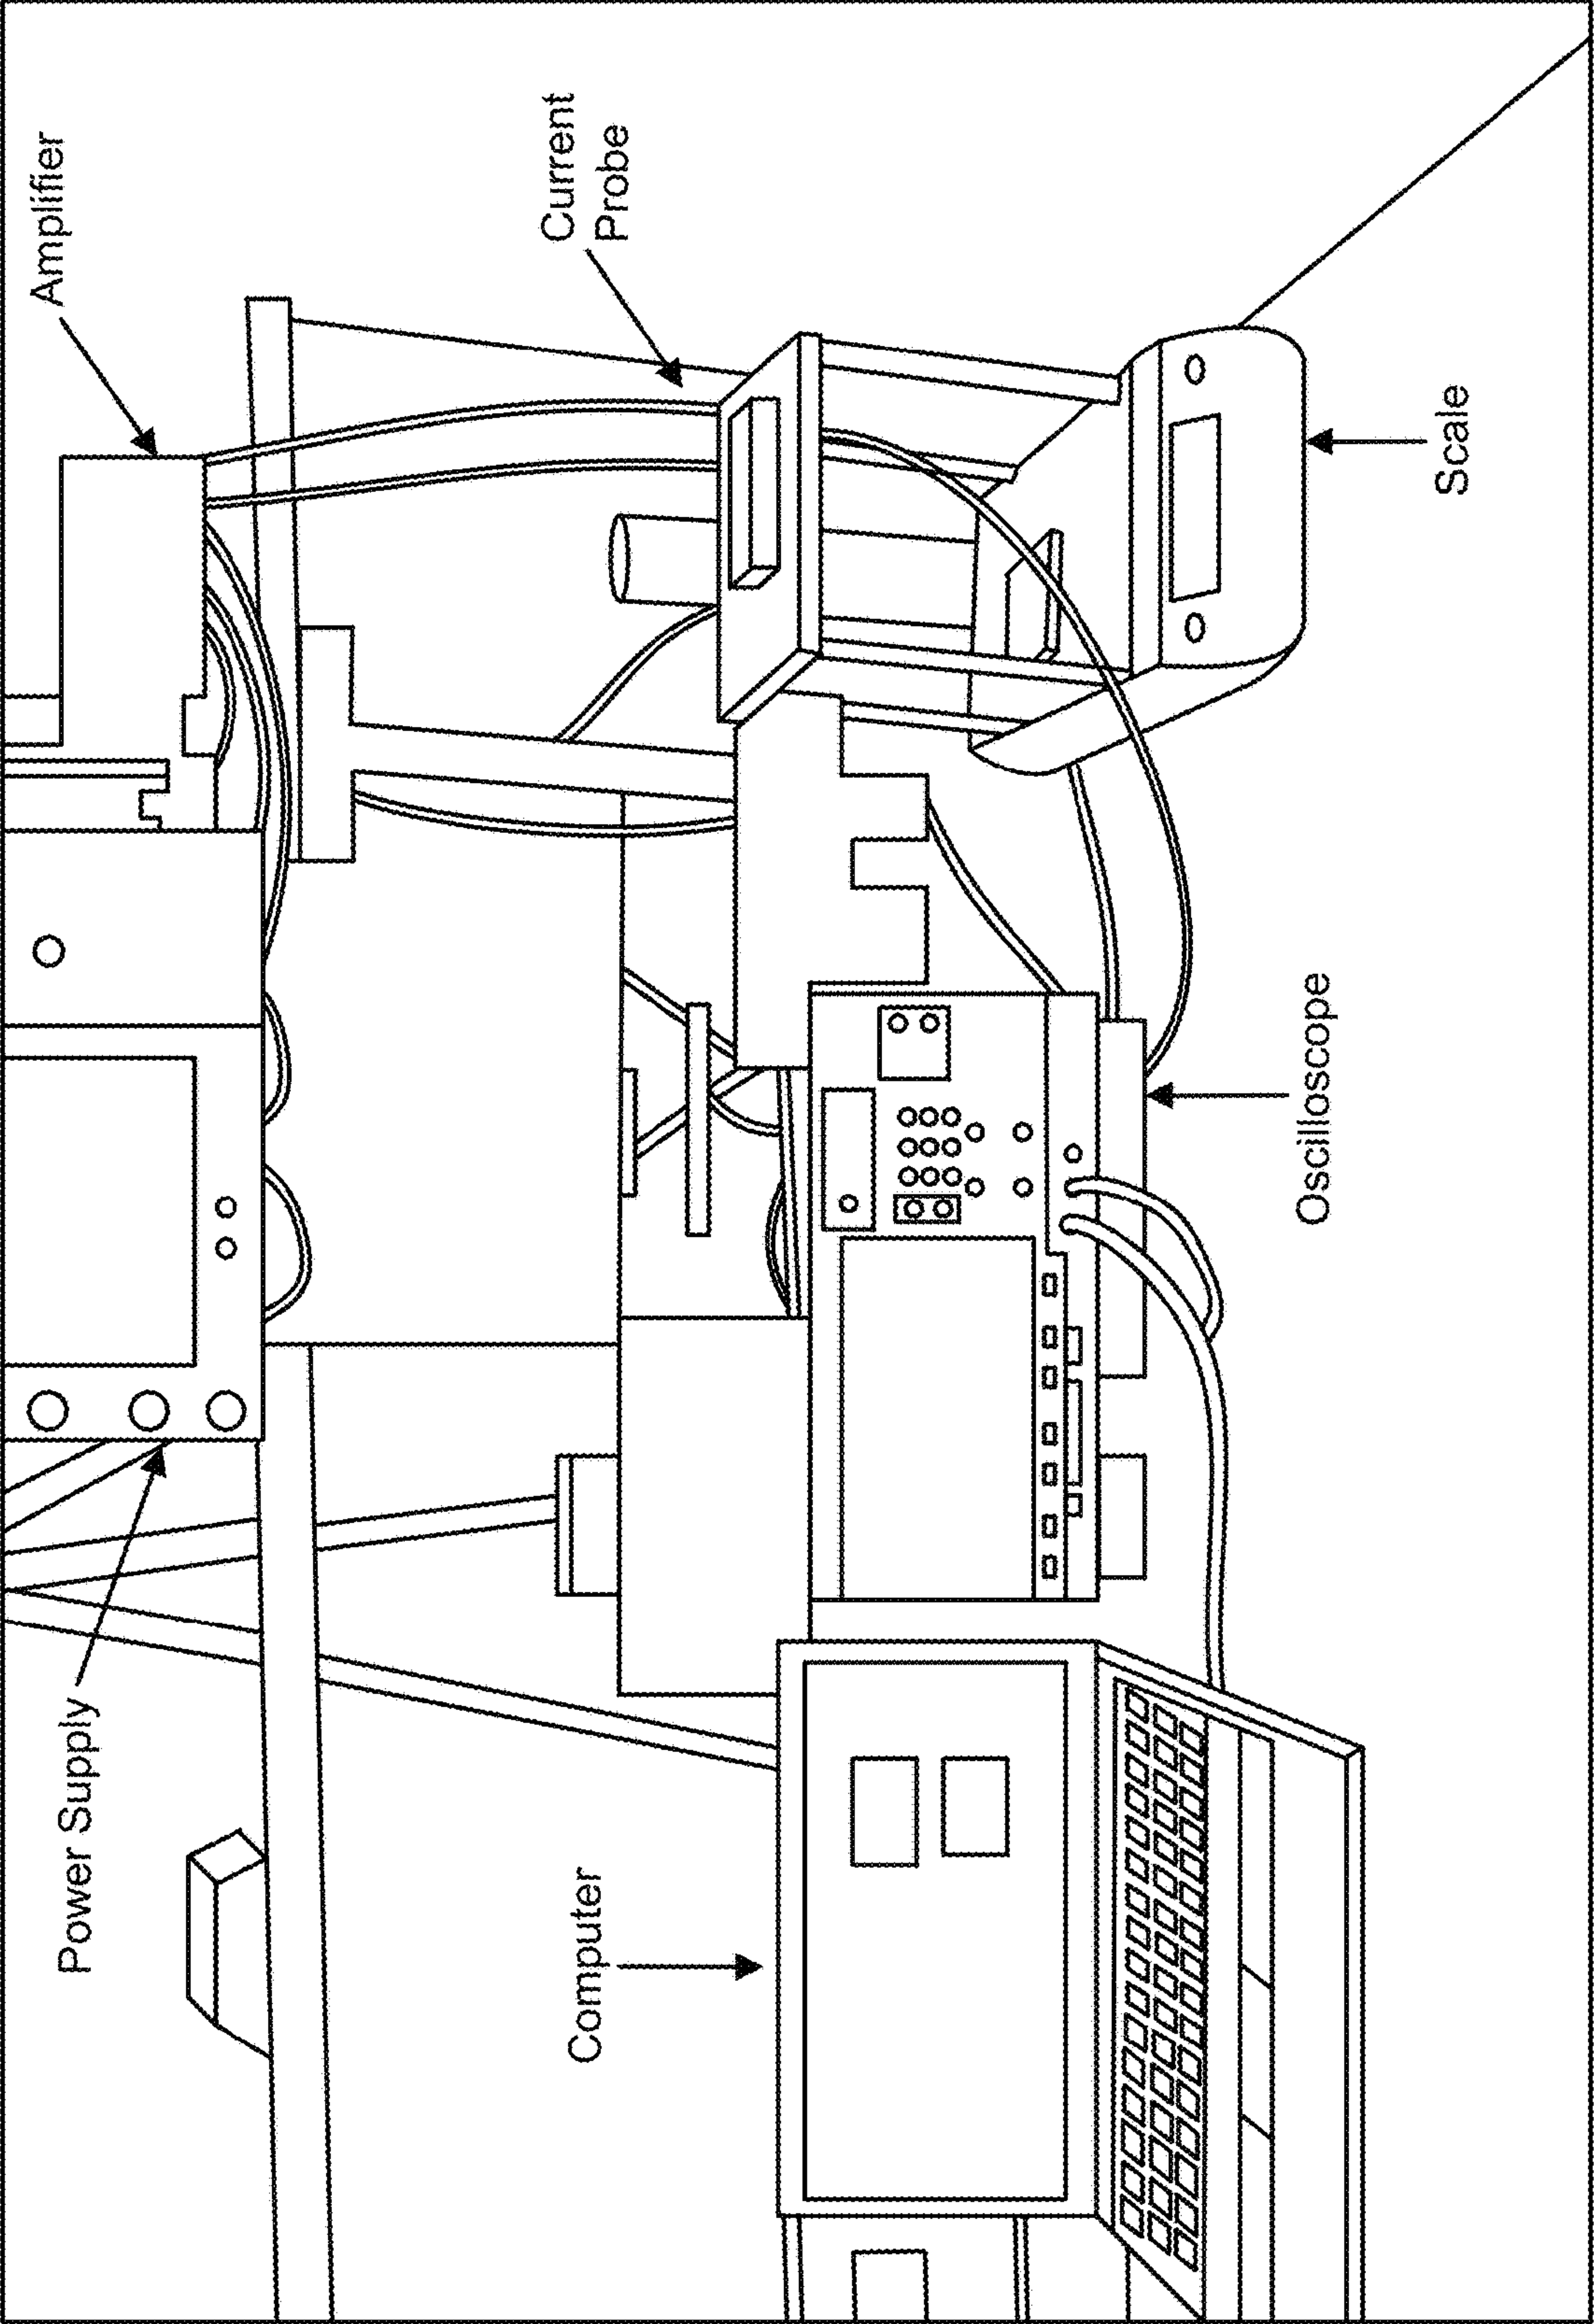 Power Supply
Amplifier
Computer
Current
Probe
Oscilloscope
Scale